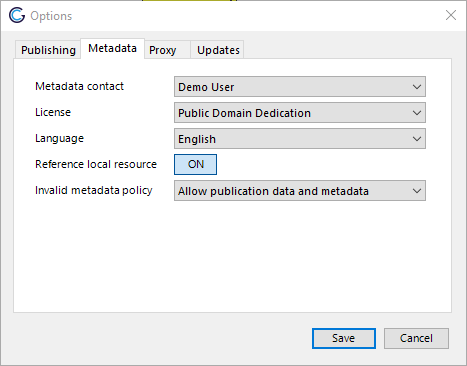 Options
Publishing Metadata Proxy Updates
Metadata contact Demo User
License Public Domain Dedication
Language English
Reference local resource ON
Invalid metadata policy Allow publication data and metadata
Save Cancel